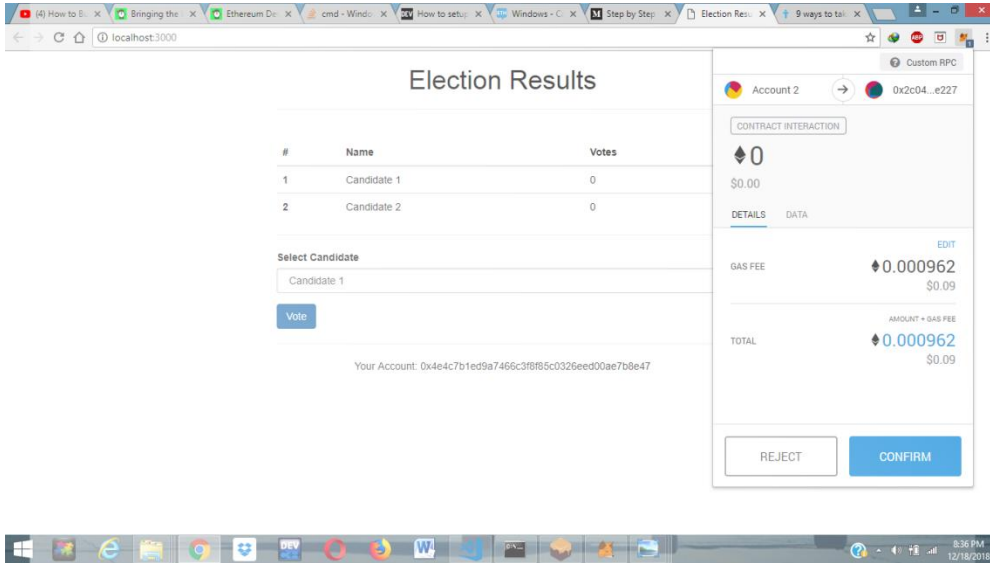 (4) How to B
Bringing the
Ethereum De
cmd - Windo
How to setup
Windows - C
Step by Step
Election Resu
9 ways to tak
localhost:3000
Custom RPC
Election Results
Account 2
0x2c04...e227
CONTRACT INTERACTION
0
$0.00
DETAILS DATA
# Name Votes
1 Candidate 1 0
2 Candidate 2 0
Select Candidate
Candidate 1
Vote
Your Account: 0x4e4c7b1ed9a7466c3f8f85c0326eed00ae7b8e47
EDIT
GAS FEE 0.000962
$0.09
AMOUNT + GAS FEE
TOTAL 0.000962
$0.09
REJECT CONFIRM
DEV
8:36 PM
12/18/2018